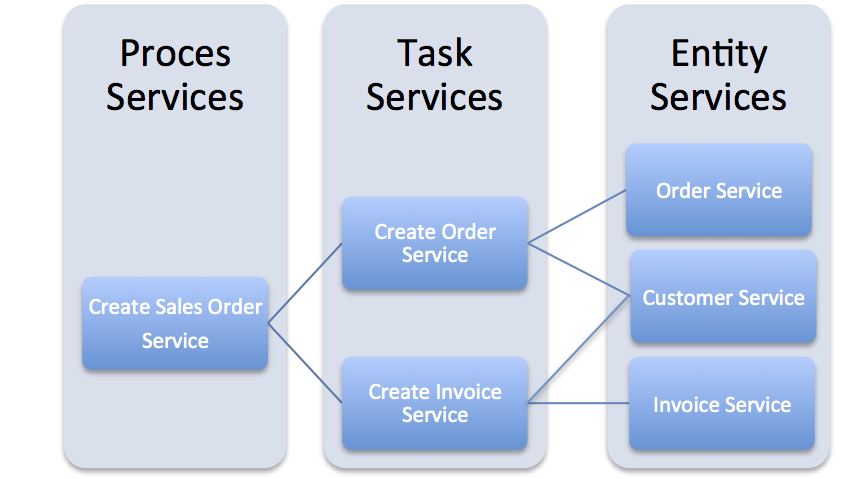 Proces
Services
Task
Services
Entity
Services
Create Sales Order
Service
Create Order
Service
Create Invoice
Service
Order Service
Customer Service
Invoice Service